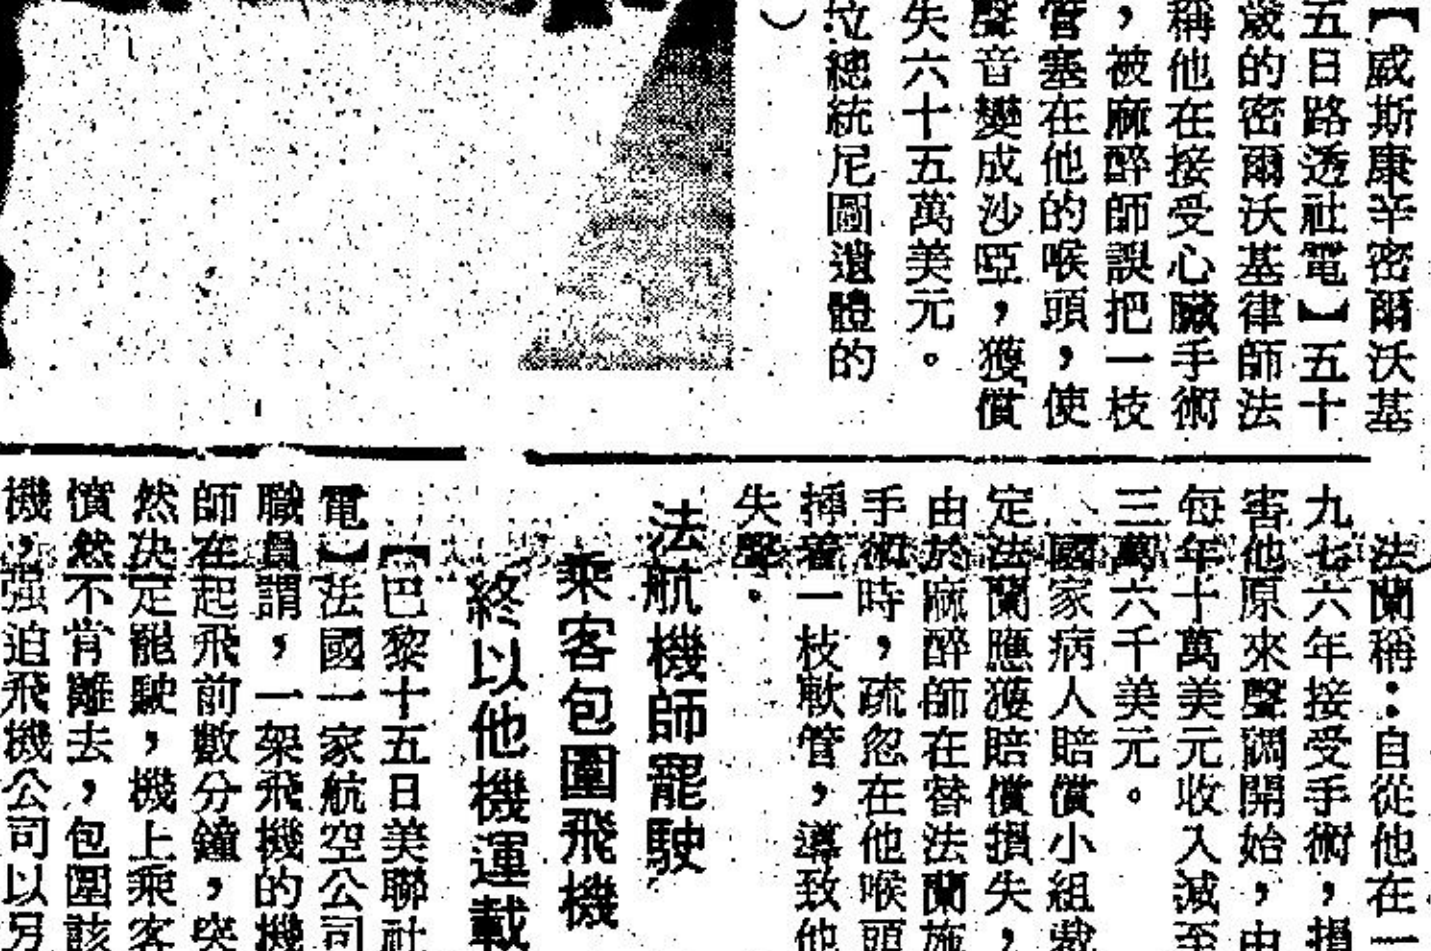 【威斯康辛密爾沃基
五日路透社電】五十
歲的密爾沃基律師法
稱他在接受心臟手術
，被麻醉師誤把一枝
管塞在他的喉頭，使
聲音變成沙啞，獲償
失六十五萬美元。
位總統尼圖遺體的
）
法蘭稱：自從他在一
九七六年接受手術，損
害他原來聲調開始，由
每年十萬美元收入減至
三萬六千美元。
國家病人賠償小組裁
定法蘭應獲賠償損失，
由於麻醉師在替法蘭施
手術時，疏忽在他喉頭
揷着一枝軟管，導致他
失聲。
法航機師罷駛
乘客包圍飛機
終以他機運載
【巴黎十五日美聯社
電】法國一家航空公司
職員謂，一架飛機的機
師在起飛前數分鐘，突
然决定罷駛，機上乘客
憤然不肯離去，包圍該
機，强迫飛機公司以另